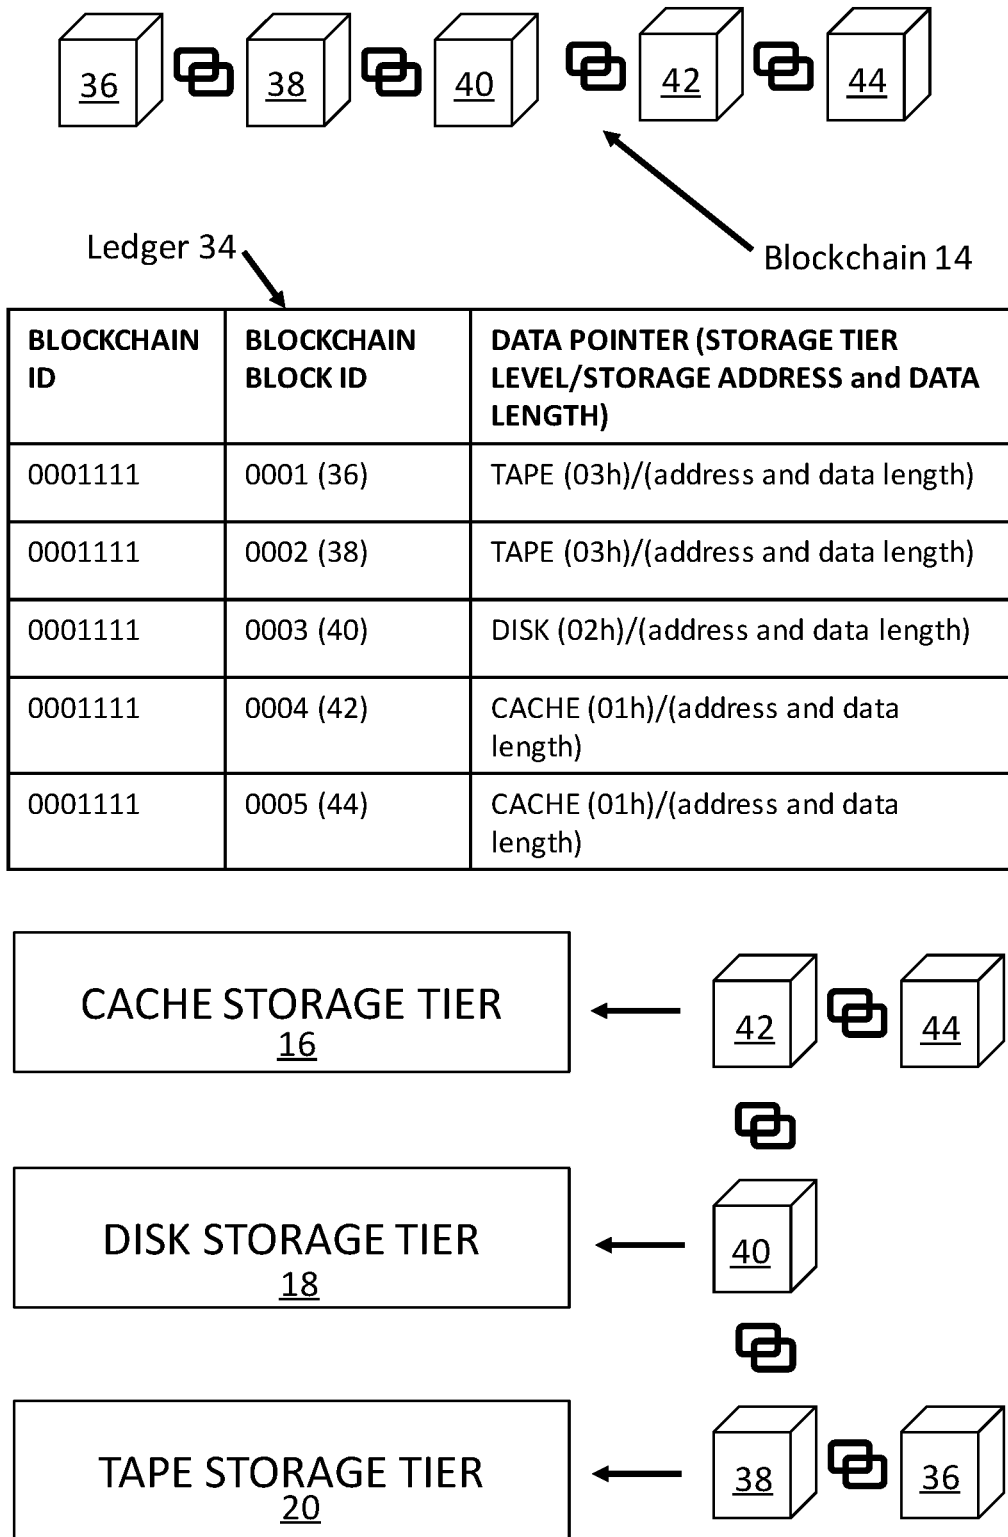 36 38 40 42 44
Ledger 34
Blockchain 14
BLOCKCHAIN ID
BLOCKCHAIN BLOCK ID
DATA POINTER (STORAGE TIER
LEVEL/STORAGE ADDRESS and DATA
LENGTH)
0001111
0001 (36)
TAPE (03h)/(address and data length)
0001111
0002 (38)
TAPE (03h)/(address and data length)
0001111
0003 (40)
DISK (02h)/(address and data length)
0001111
0004 (42)
CACHE (01h)/(address and data
length)
0001111
0005 (44)
CACHE (01h)/(address and data
length)
CACHE STORAGE TIER
16
42 44
DISK STORAGE TIER
18
40
TAPE STORAGE TIER
20
38 36